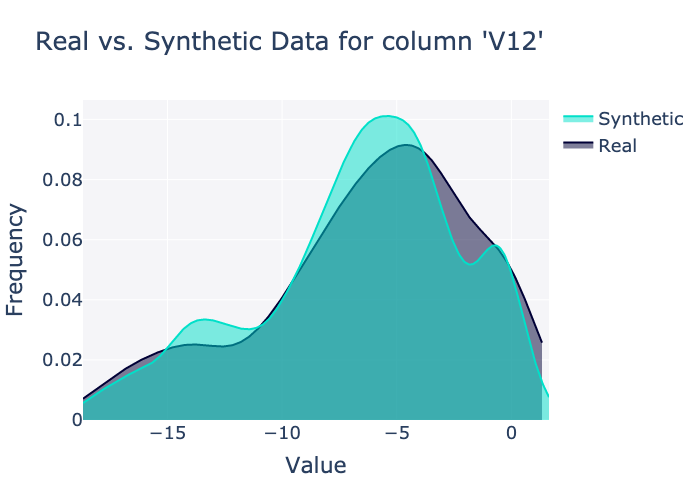 Real vs. Synthetic Data for column 'V12'
Synthetic
Real
0.1
0.08
0.06
0.04
0.02
0
Frequency
−15
−10
−5
0
Value